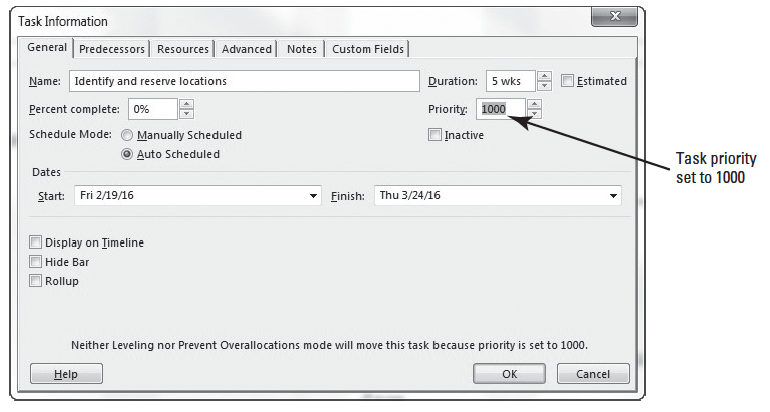 Task Information
General Predecessors Resources Advanced Notes Custom Fields
Name: Identify and reserve locations Duration: 5 wks Estimated
Percent complete: 0% Priority: 1000
Schedule Mode: Manually Scheduled Inactive
Auto Scheduled
Task priority
set to 1000
Dates
Start: Fri 2/19/16 Finish: Thu 3/24/16
Display on Timeline
Hide Bar
Rollup
Neither Leveling nor Prevent Overallocations mode will move this task because priority is set to 1000.
Help OK Cancel